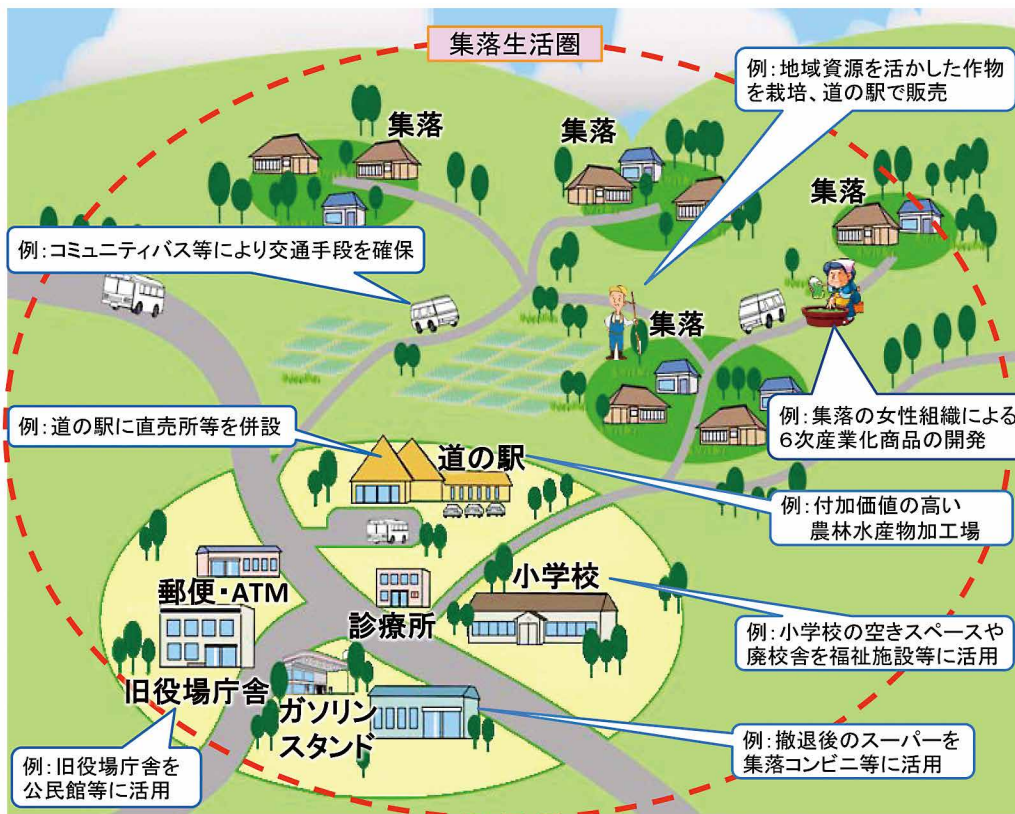 集落生活圏
例：地域資源を活かした作物
を栽培、道の駅で販売
集落
集落
集落
例：コミュニティバス等により交通手段を確保
集落
例：道の駅に直売所等を併設
例：集落の女性組織による
6次産業化商品の開発
道の駅
例：付加価値の高い
農林水産物加工場
郵便・ATM
診療所
小学校
例：小学校の空きスペースや
廃校舎を福祉施設等に活用
旧役場庁舎
ガソリン
スタンド
例：旧役場庁舎を
公民館等に活用
例：撤退後のスーパーを
集落コンビニ等に活用